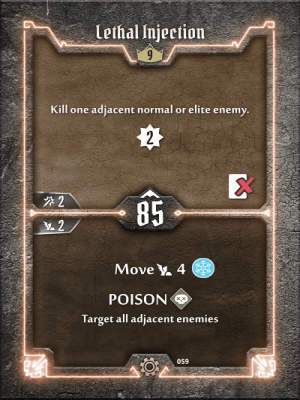 Lethal Injection
9
Kill one adjacent normal or elite enemy.
2
2
85
2
Move 4
POISON
Target all adjacent enemies
059